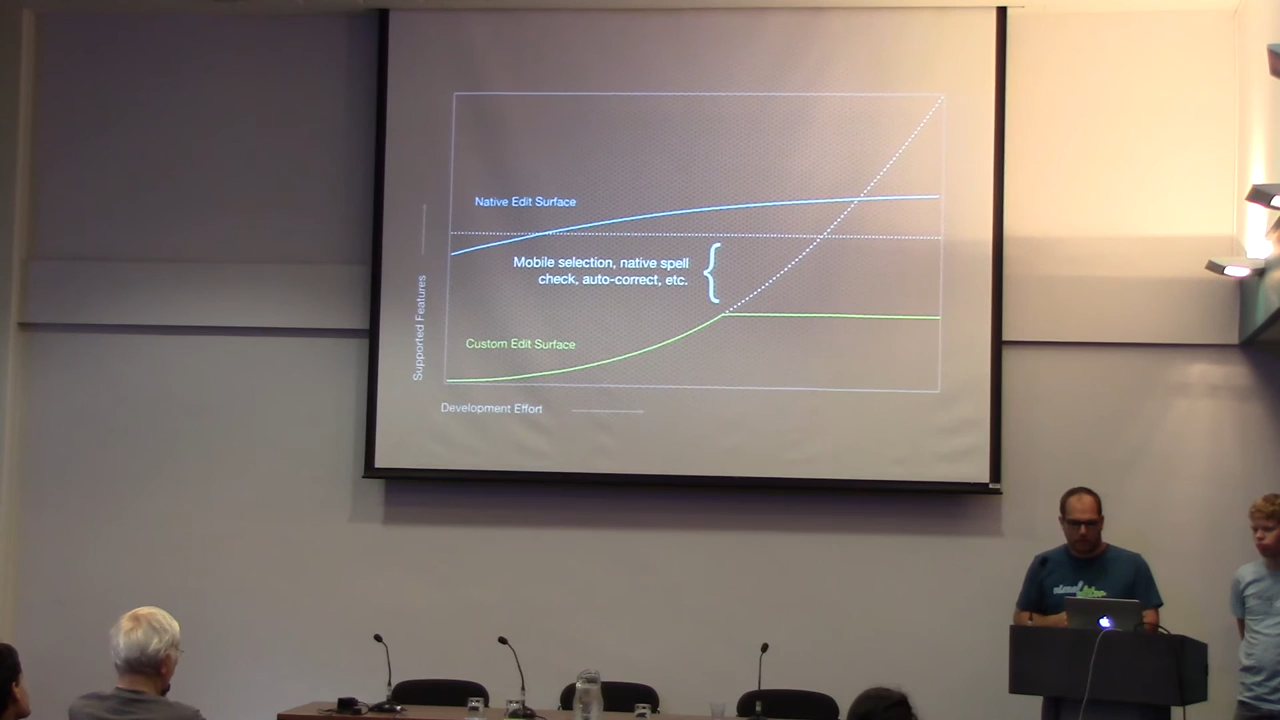 Native Edit Surface
Mobile selection, native spell
check, auto-correct, etc.
Custom Edit Surface
Supported Features
Development Effort